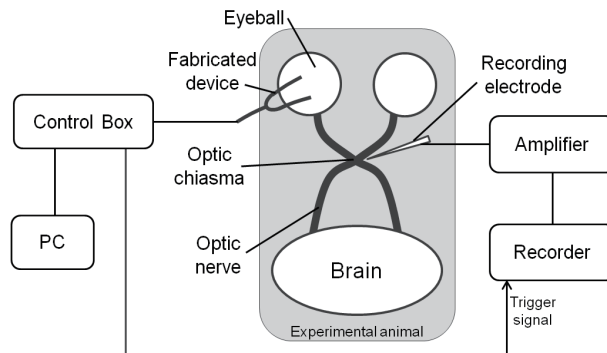 Eyeball
Fabricated
device
Recording
electrode
Control Box
Amplifier
Optic
chiasma
PC
Optic
nerve
Brain
Recorder
Trigger
signal
Experimental animal